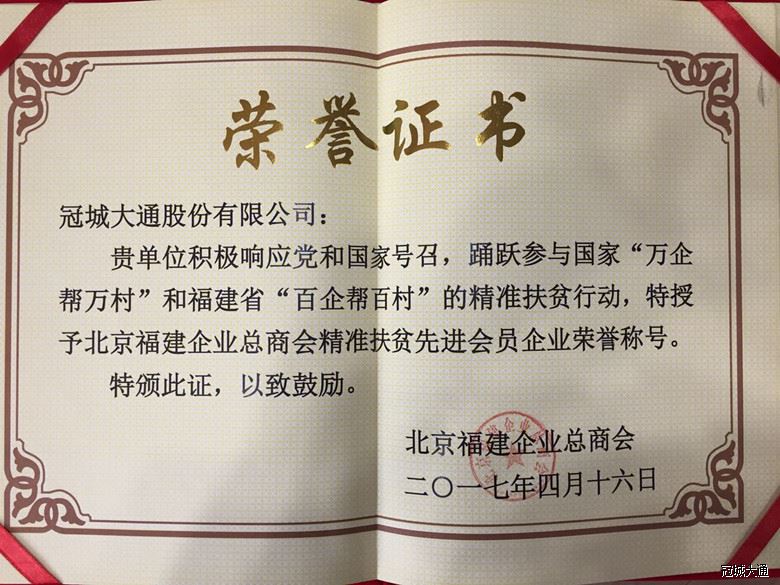 荣誉证书
冠城大通股份有限公司：
贵单位积极响应党和国家号召，踊跃参与国家“万企
帮万村”和福建省“百企帮百村”的精准扶贫行动，特授
予北京福建企业总商会精准扶贫先进会员企业荣誉称号。
特颁此证，以致鼓励。
北京福建企业总商会
二〇一七年四月十六日
冠城大通